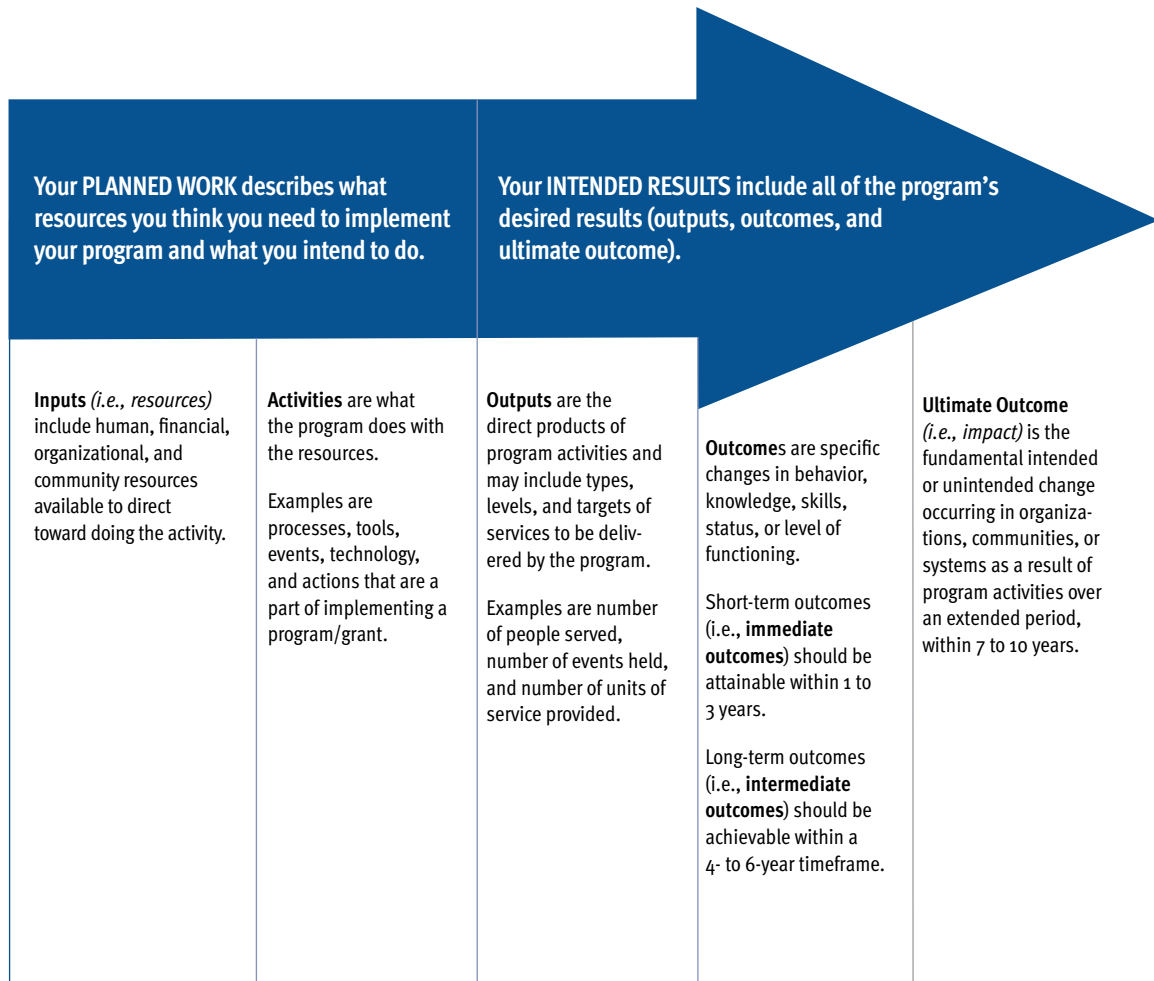 Your PLANNED WORK describes what
resources you think you need to implement
your program and what you intend to do.
Your INTENDED RESULTS include all of the program's
desired results (outputs, outcomes, and
ultimate outcome).
Inputs (i.e., resources)
include human, financial,
organizational, and
community resources
available to direct
toward doing the activity.
Activities are what
the program does with
the resources.
Examples are
processes, tools,
events, technology,
and actions that are a
part of implementing a
program/grant.
Outputs are the
direct products of
program activities and
may include types,
levels, and targets of
services to be deliv-
ered by the program.
Examples are number
of people served,
number of events held,
and number of units of
service provided.
Outcomes are specific
changes in behavior,
knowledge, skills,
status, or level of
functioning.
Short-term outcomes
(i.e., immediate
outcomes) should be
attainable within 1 to
3 years.
Long-term outcomes
(i.e., intermediate
outcomes) should be
achievable within a
4- to 6-year timeframe.
Ultimate Outcome
(i.e., impact) is the
fundamental intended
or unintended change
occurring in organiza-
tions, communities, or
systems as a result of
program activities over
an extended period,
within 7 to 10 years.